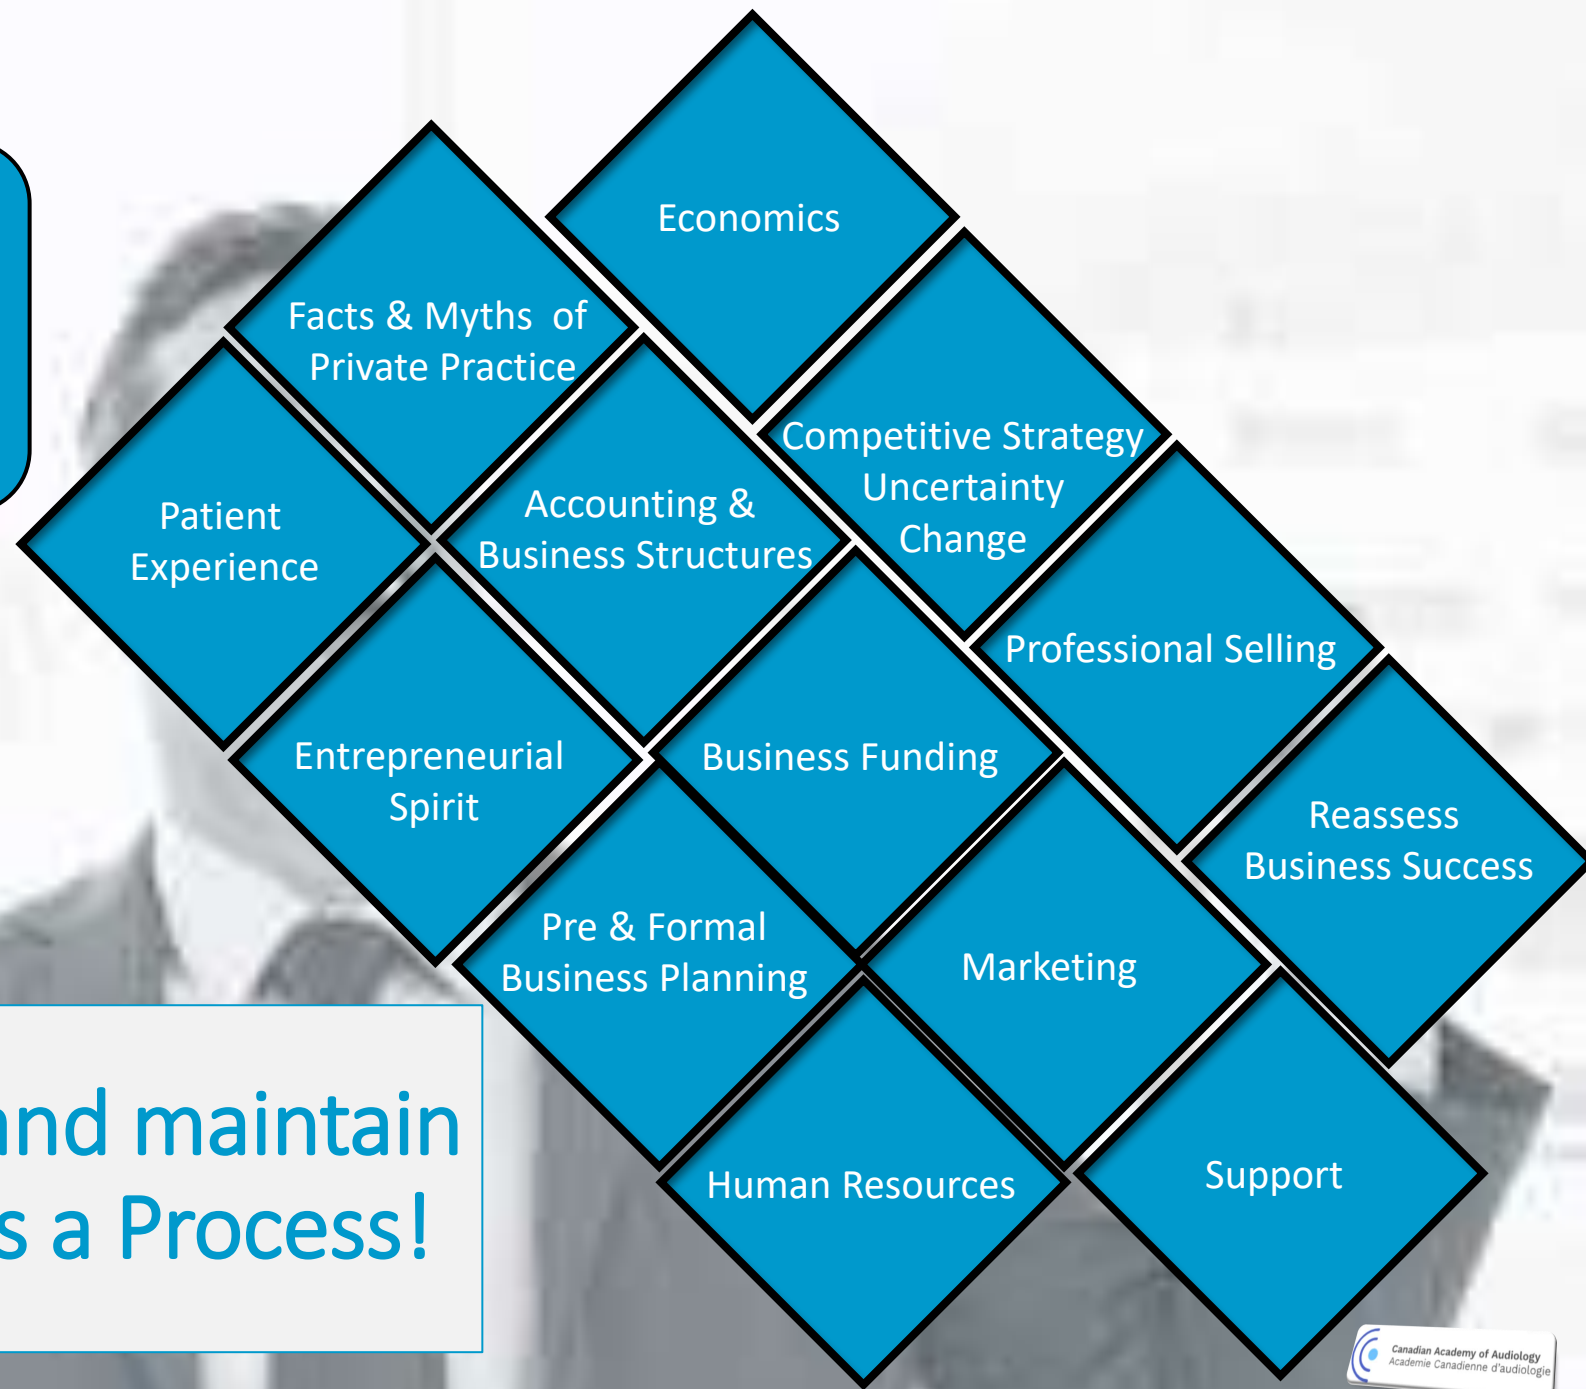 Economics
Facts & Myths of
Private Practice
Competitive Strategy
Uncertainty
Change
Accounting &
Business Structures
Patient
Experience
Professional Selling
Entrepreneurial
Spirit
Business Funding
Reassess
Business Success
Pre & Formal
Business Planning
Marketing
and maintain
s a Process!
Human Resources
Support
Canadian Academy of Audiology
Academie Canadienne d'audiologie